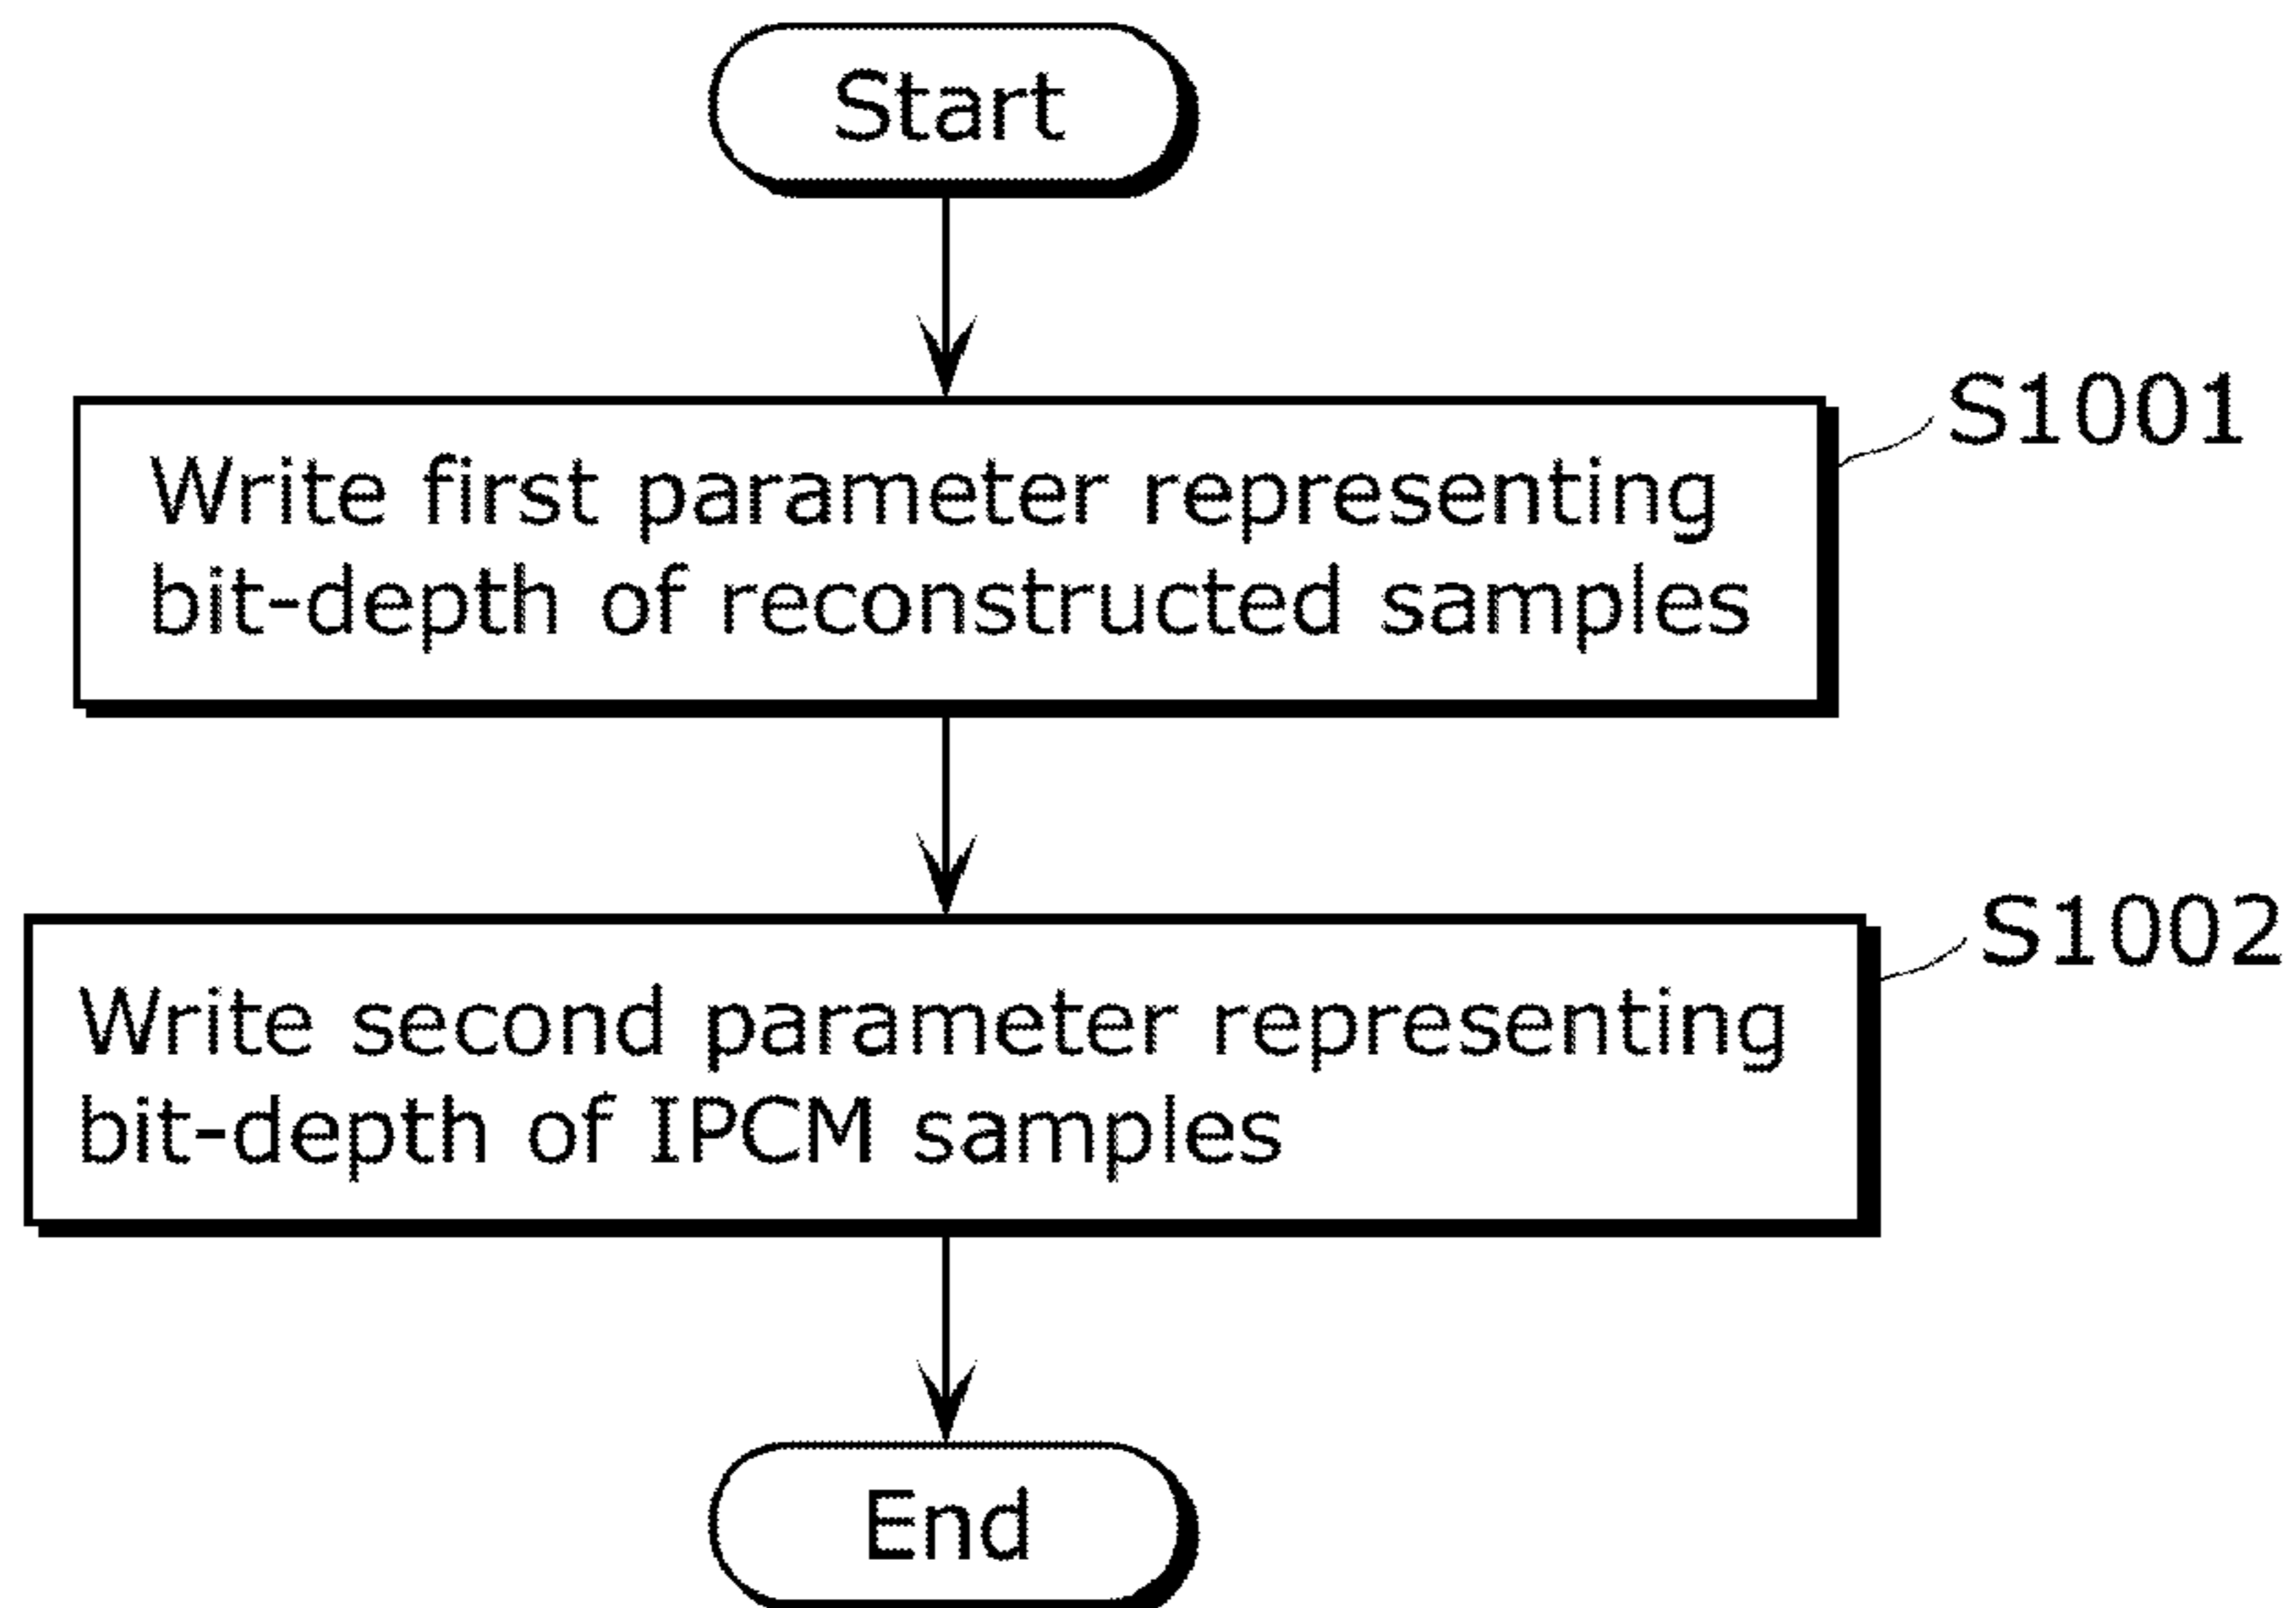 Start
S1001
Write first parameter representing
bit-depth of reconstructed samples
S1002
Write second parameter representing
bit-depth of IPCM samples
End